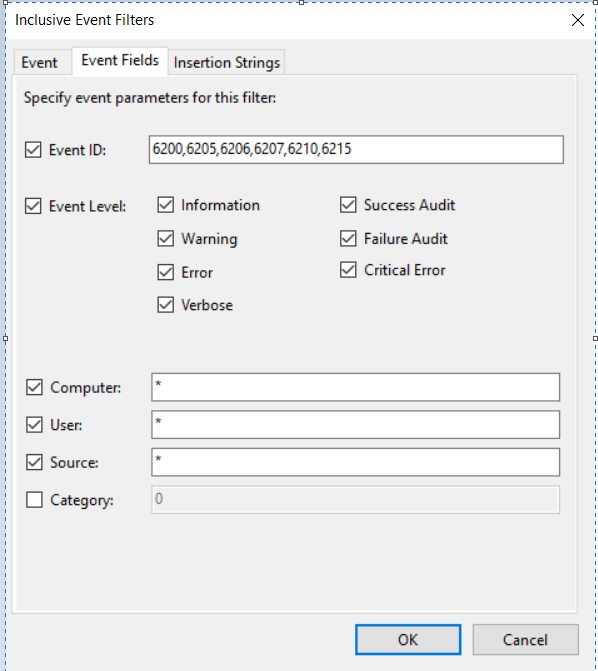 Inclusive Event Filters
Event Event Fields Insertion Strings
Specify event parameters for this filter:
Event ID: 6200,6205,6206,6207,6210,6215
Event Level: Information Success Audit
Warning Failure Audit
Error Critical Error
Verbose
Computer: *
User: *
Source: *
Category: 0
OK Cancel